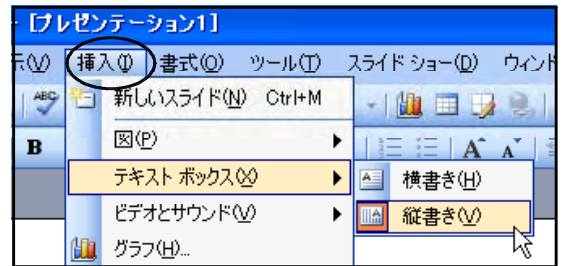 [プレゼンテーション1]
示(V) 挿入(I) 書式(O) ツール(T) スライド ショー(D) ウィンド
新しいスライド(N) Ctrl+M
図(P)
テキスト ボックス(X)
横書き(H)
ビデオとサウンド(V)
縦書き(V)
グラフ(H)...
ABC
B
A A